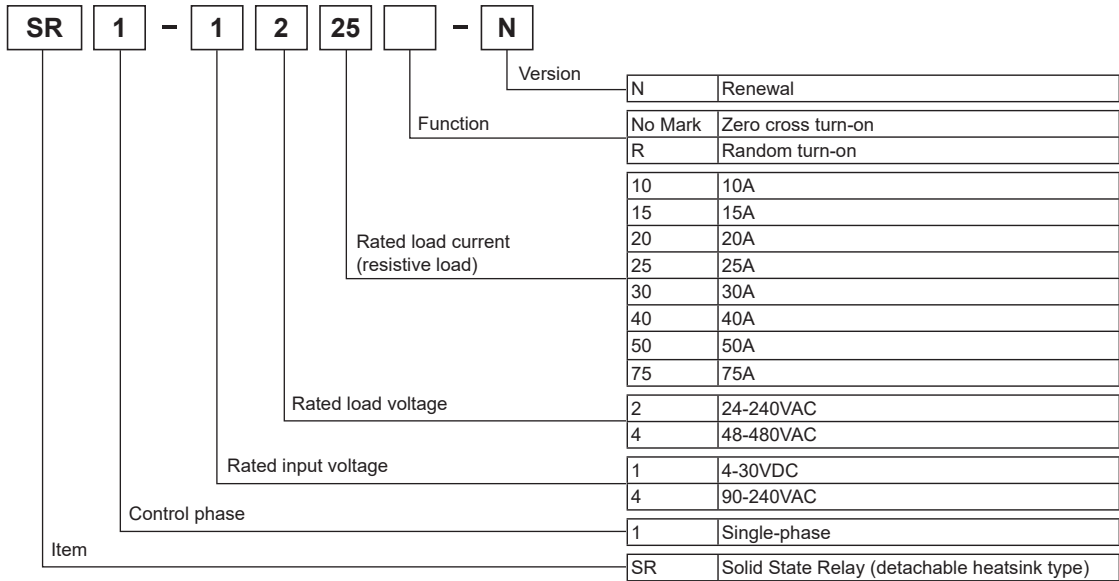 SR 1 - 1 2 25 - N
Version
N Renewal
Function
No Mark Zero cross turn-on
R Random turn-on
10 10A
15 15A
20 20A
Rated load current
(resistive load)
25 25A
30 30A
40 40A
50 50A
75 75A
Rated load voltage
2 24-240VAC
4 48-480VAC
Rated input voltage
1 4-30VDC
4 90-240VAC
Control phase
1 Single-phase
Item
SR Solid State Relay (detachable heatsink type)